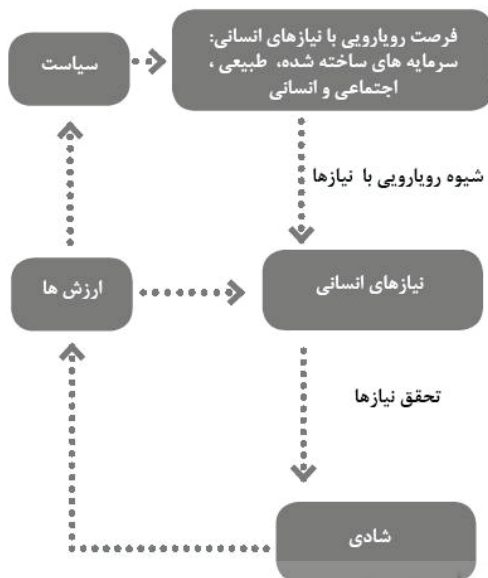 فرصت رویارویی با نیازهای انسانی:
سرمایه های ساخته شده، طبیعی ،
اجتماعی و انسانی
سیاست
شیوه رویارویی با نیازها
نیازهای انسانی
ارزش ها
تحقق نیازها
شادی